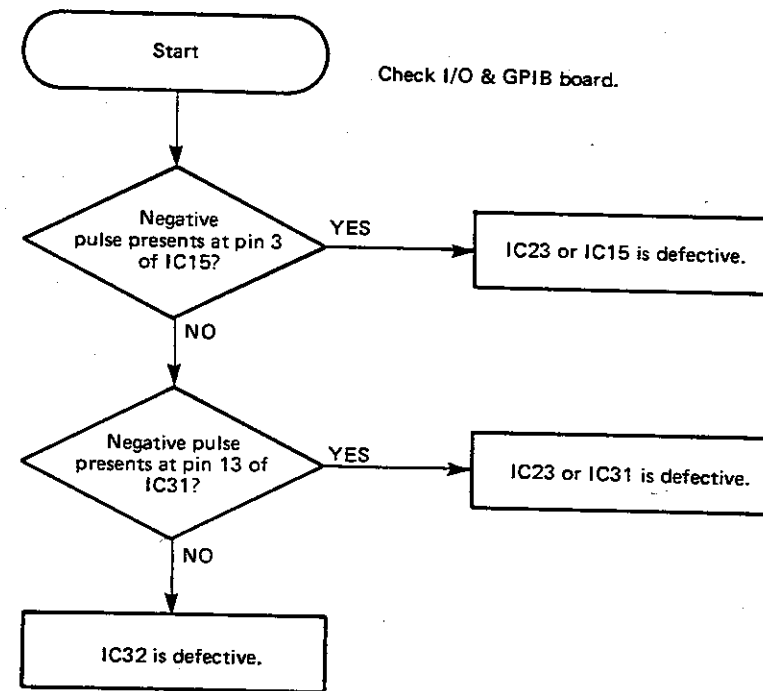 Start
Check I/O & GPIB board.
Negative
pulse presents at pin 3
of IC15?
YES
IC23 or IC15 is defective.
NO
Negative pulse
presents at pin 13 of
IC31?
YES
IC23 or IC31 is defective.
NO
IC32 is defective.